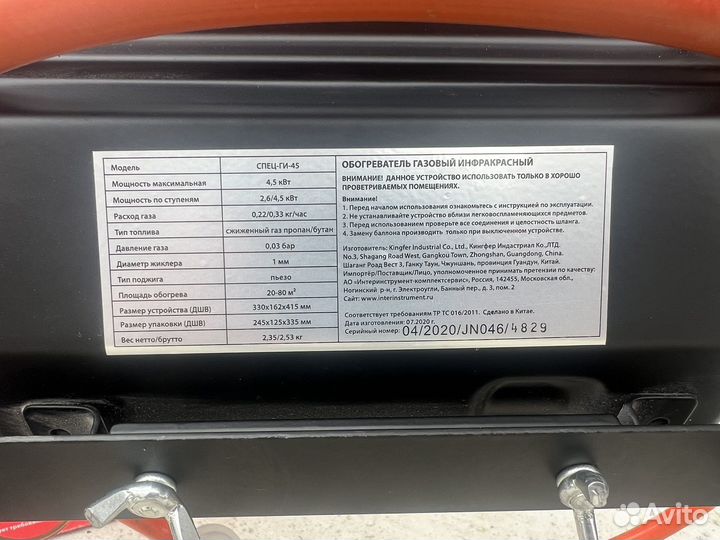 Модель СПЕЦ-ГИ-45
Мощность максимальная 4,5 кВт
Мощность по ступеням 2,6/4,5 кВт
Расход газа 0,22/0,33 кг/час
Тип топлива сжиженный газ пропан/бутан
Давление газа 0,03 бар
Диаметр жиклера 1 мм
Тип поджига пьезо
Площадь обогрева 20-80 м²
Размер устройства (ДШВ) 330х162х415 мм
Размер упаковки (ДШВ) 245х125х335 мм
Вес нетто/брутто 2,35/2,53 кг
ОБОГРЕВАТЕЛЬ ГАЗОВЫЙ ИНФРАКРАСНЫЙ
ВНИМАНИЕ! ДАННОЕ УСТРОЙСТВО ИСПОЛЬЗОВАТЬ ТОЛЬКО В ХОРОШО
ПРОВЕТРИВАЕМЫХ ПОМЕЩЕНИЯХ.
Внимание!
1. Перед началом использования ознакомьтесь с инструкцией по эксплуатации.
2. Не устанавливайте устройство вблизи легковоспламеняющихся предметов.
3. Перед использованием проверьте все соединения и целостность шланга.
4. Замену баллона производить только при выключенном устройстве.
Изготовитель: Kingfer Industrial Co., Ltd., Кингфер Индастриал Ко.,ЛТД.
No.3, Shagang Road West, Gangkou Town, Zhongshan, Guangdong, China.
Шаганг Роад Вест 3, Ганку Таун, Чжуншань, провинция Гуандун, Китай.
Импортёр/Поставщик/Лицо, уполномоченное принимать претензии по качеству:
АО «Интеринструмент-комплектсервис», Россия, 142455, Московская обл.,
Ногинский р-н, г. Электроугли, Банный пер., д. 3, пом. 2
Сайт: www.interinstrument.ru
Соответствует требованиям ТР ТС 016/2011. Сделано в Китае.
Дата изготовления: 07.2020 г.
Серийный номер: 04/2020/JN046/4829
Avito